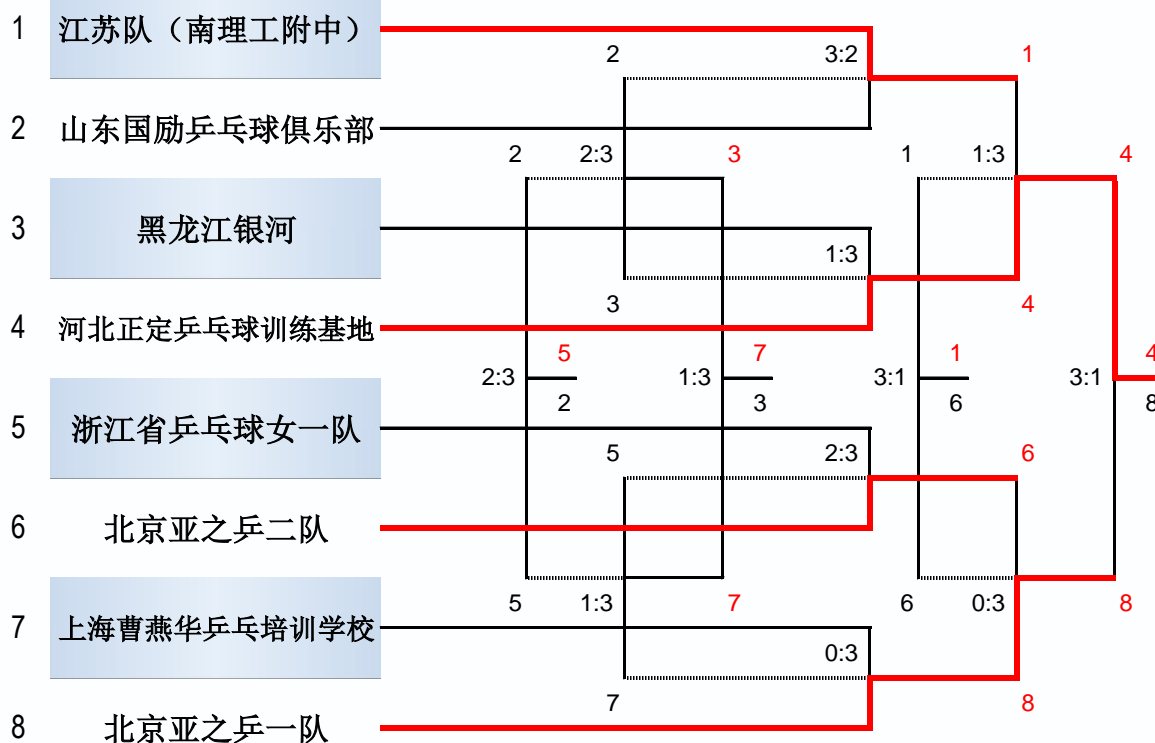 1 江苏队（南理工附中）
2 3:2 1
2 山东国励乒乓球俱乐部
2 2:3 3 1 1:3 4
3 黑龙江银河
1:3
3 4
4 河北正定乒乓球训练基地
5 7 1 4
2:3 1:3 3:1 3:1
2 3 6 8
5 浙江省乒乓球女一队
5 2:3 6
6 北京亚之乒二队
5 1:3 7 6 0:3 8
7 上海曹燕华乒乓培训学校
0:3
7 8
8 北京亚之乒一队